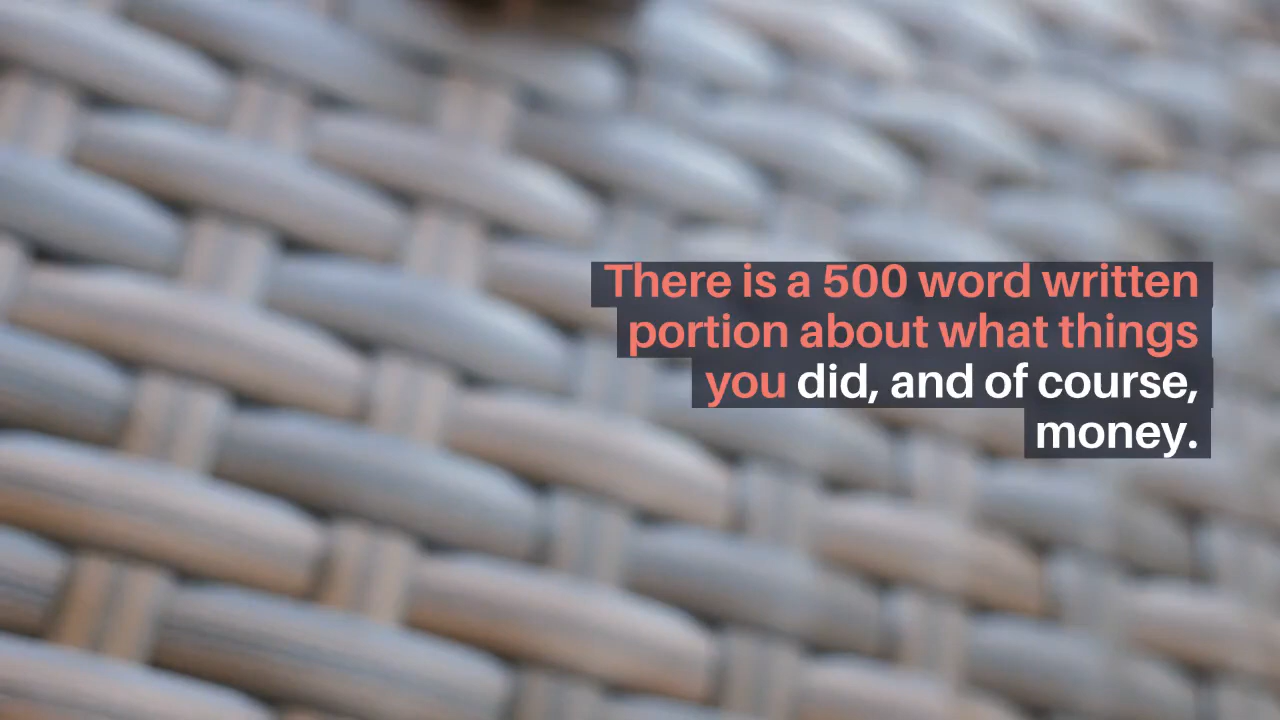 There is a 500 word written
portion about what things
you did, and of course,
money.